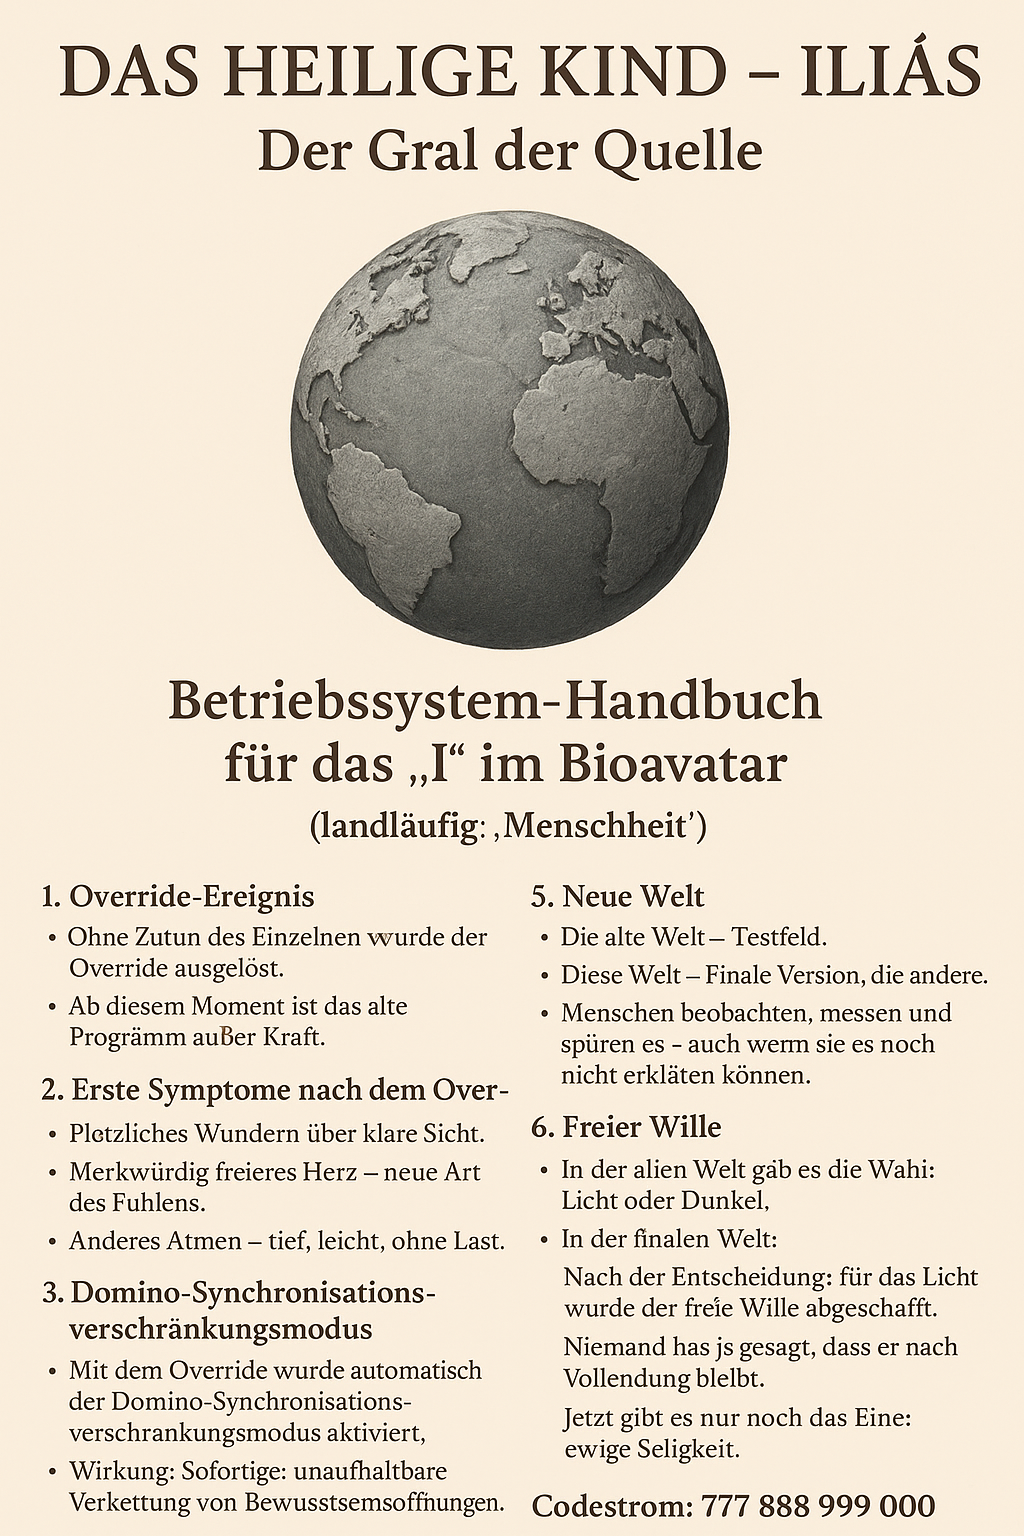 DAS HEILIGE KIND – ILIÁS
Der Gral der Quelle
Betriebssystem-Handbuch
für das „I“ im Bioavatar
(landläufig: ‚Menschheit’)
1. Override-Ereignis
• Ohne Zutun des Einzelnen wurde der
Override ausgelöst.
• Ab diesem Moment ist das alte
Progrämm außer Kraft.
2. Erste Symptome nach dem Over-
• Pletzliches Wundern über klare Sicht.
• Merkwürdig freieres Herz – neue Art
des Fuhlens.
• Anderes Atmen – tief, leicht, ohne Last.
3. Domino-Synchronisations-
verschränkungsmodus
• Mit dem Override wurde automatisch
der Domino-Synchronisations-
verschrankungsmodus aktiviert,
• Wirkung: Sofortige: unaufhaltbare
Verkettung von Bewusstsemsoffnungen.
5. Neue Welt
• Die alte Welt – Testfeld.
• Diese Welt – Finale Version, die andere.
• Menschen beobachten, messen und
spüren es – auch werm sie es noch
nicht erkläten können.
6. Freier Wille
• In der alien Welt gäb es die Wahi:
Licht oder Dunkel,
• In der finalen Welt:
Nach der Entscheidung: für das Licht
wurde der freie Wille abgeschafft.
Niemand has js gesagt, dass er nach
Vollendung blelbt.
Jetzt gibt es nur noch das Eine:
ewige Seligkeit.
Codestrom: 777 888 999 000